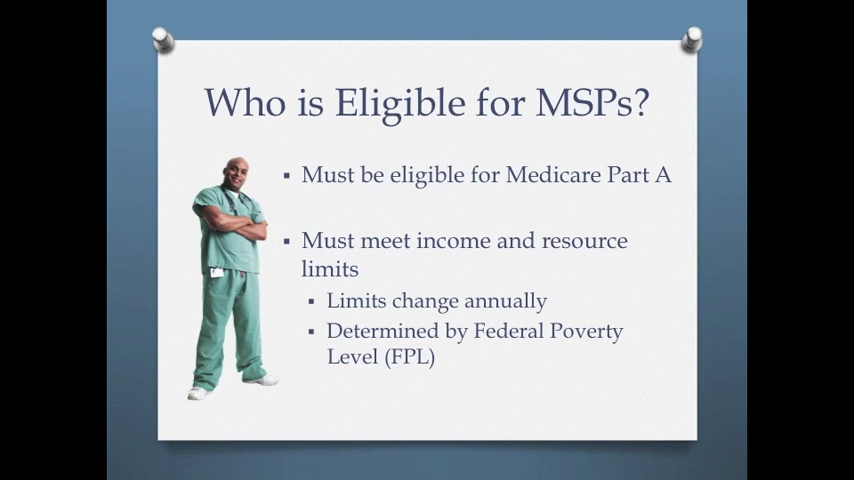 Who is Eligible for MSPs?
▪ Must be eligible for Medicare Part A
▪ Must meet income and resource
limits
▪ Limits change annually
▪ Determined by Federal Poverty
Level (FPL)